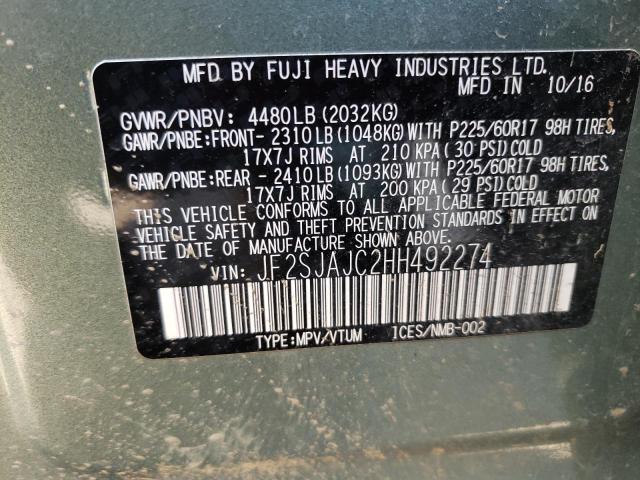 MFD BY FUJI HEAVY INDUSTRIES LTD.
MFD IN 10/16
GVWR/PNBV: 4480LB (2032KG)
GAWR/PNBE:FRONT- 2310LB (1048KG) WITH P225/60R17 98H TIRES,
17X7J RIMS AT 210 KPA (30 PSI) COLD
GAWR/PNBE:REAR - 2410LB (1093KG) WITH P225/60R17 98H TIRES,
17X7J RIMS AT 200 KPA (29 PSI) COLD
THIS VEHICLE CONFORMS TO ALL APPLICABLE FEDERAL MOTOR
VEHICLE SAFETY AND THEFT PREVENTION STANDARDS IN EFFECT ON
THE DATE OF MANUFACTURE SHOWN ABOVE.
VIN: JF2SJAJC2HH492274
TYPE:MPV/VTUM ICES/NMB-002